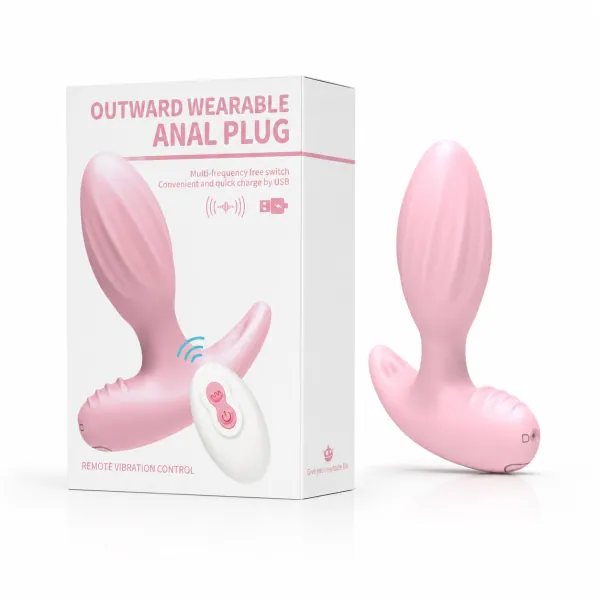 OUTWARD WEARABLE
ANAL PLUG
Multi-frequency free switch
Convenient and quick charge by USB
REMOTE VIBRATION CONTROL